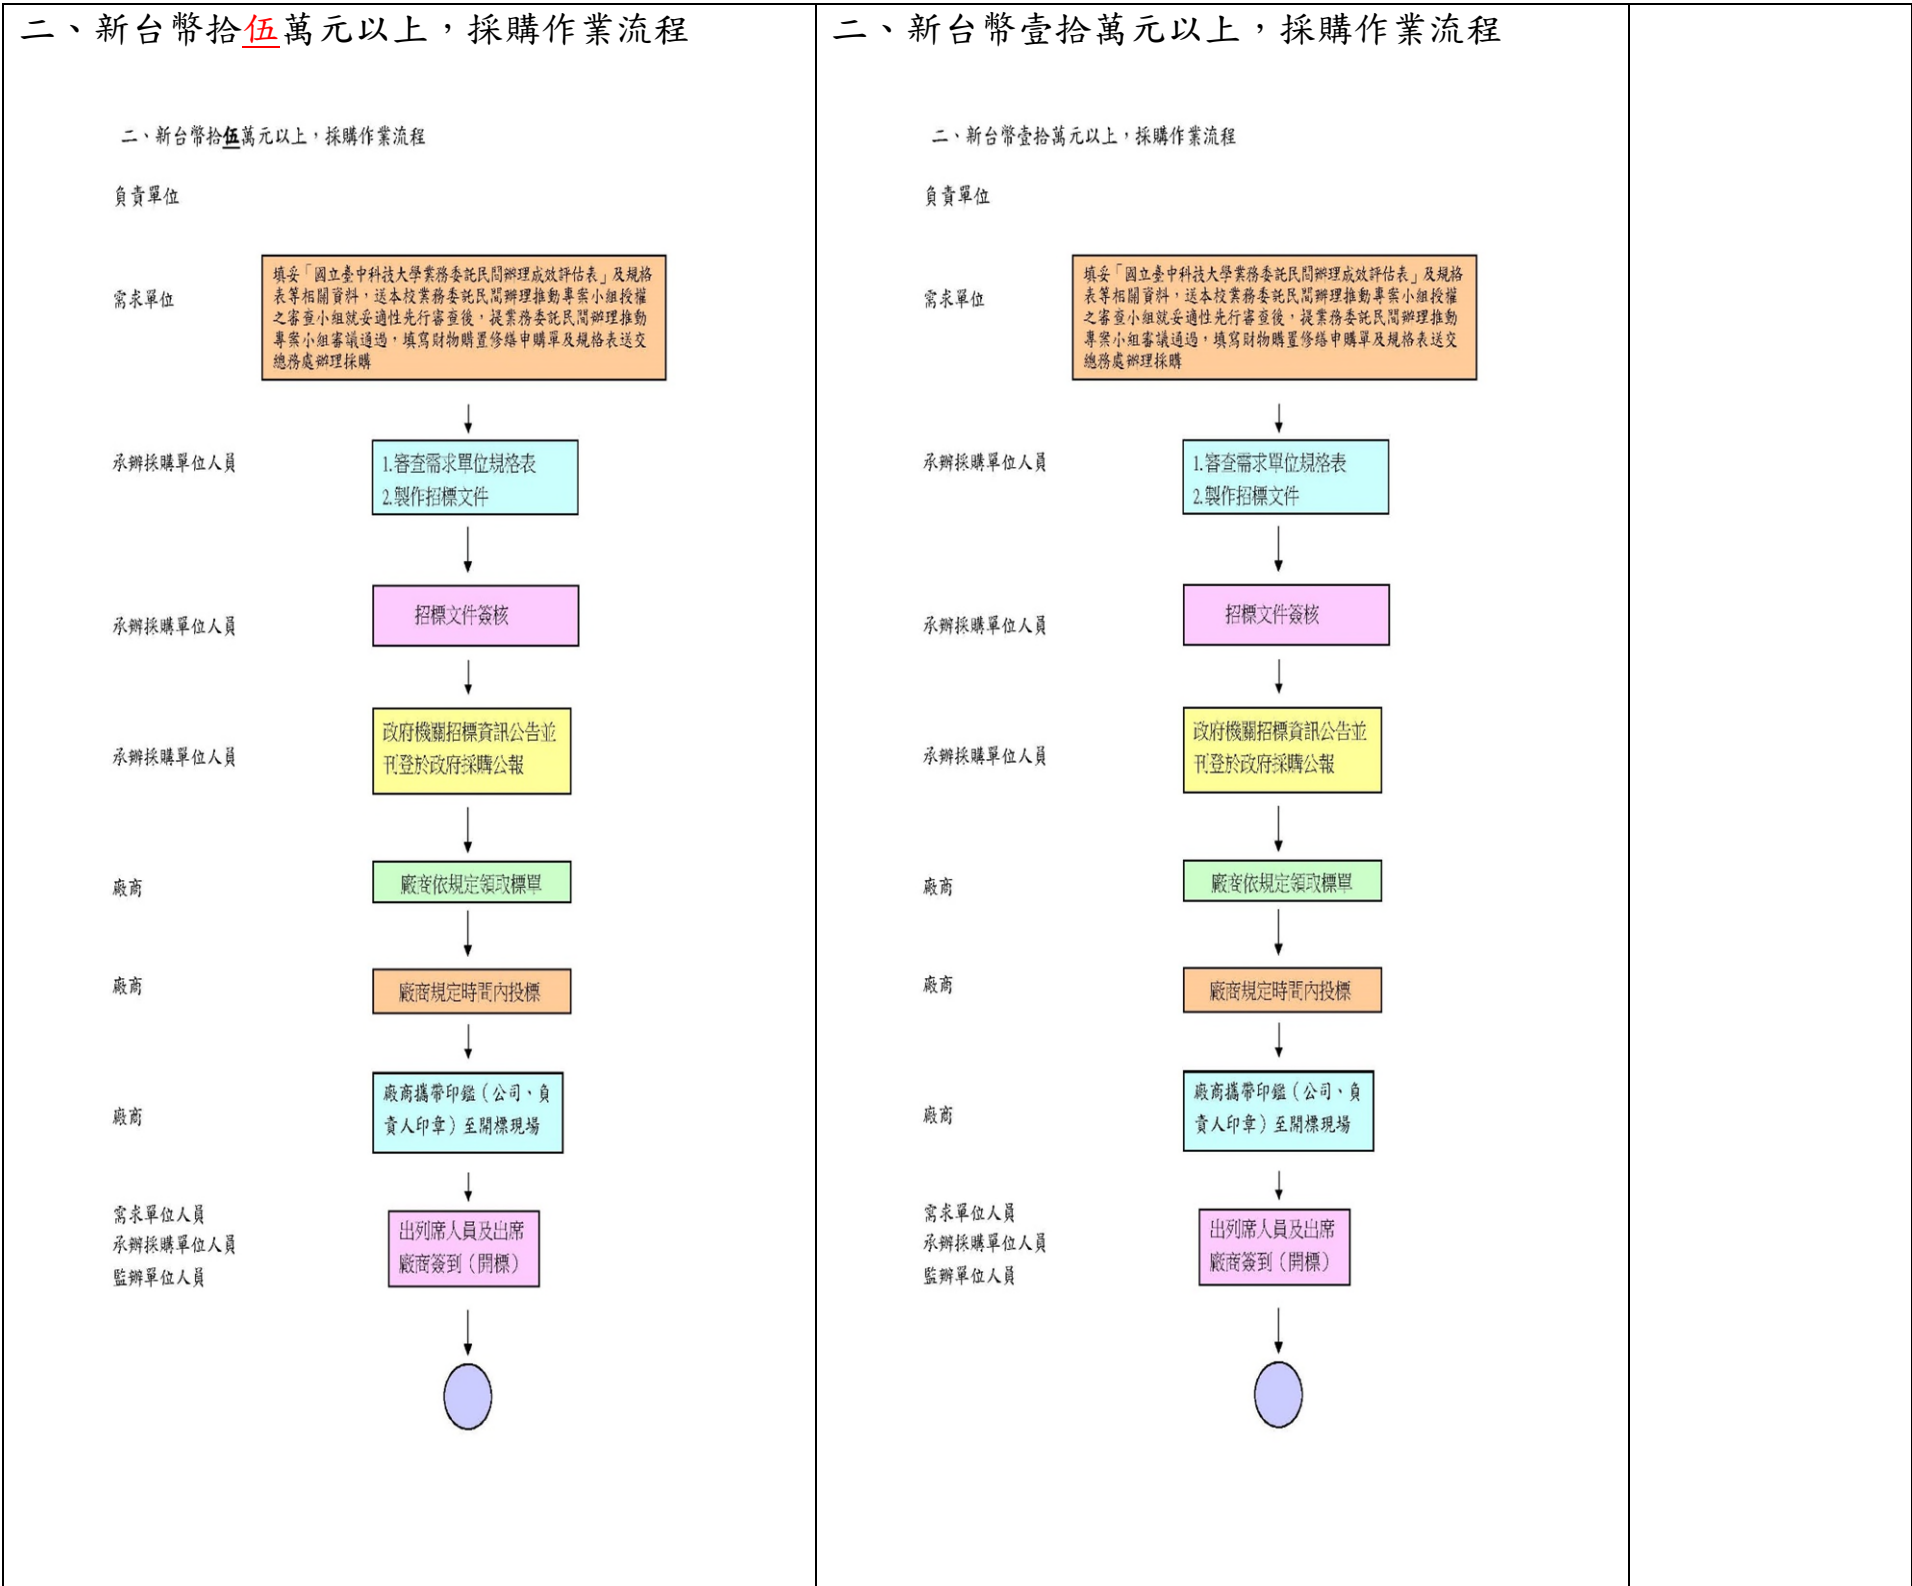 二、新台幣拾伍萬元以上，採購作業流程
二、新台幣拾伍萬元以上，採購作業流程
負責單位
需求單位
填妥「國立臺中科技大學業務委託民間辦理成效評估表」及規格
表等相關資料，送本校業務委託民間辦理推動專案小組授權
之審查小組就妥適性先行審查後，提業務委託民間辦理推動
專案小組審議通過，填寫財物購置修繕申購單及規格表送交
總務處辦理採購
承辦採購單位人員
1.審查需求單位規格表
2.製作招標文件
承辦採購單位人員
招標文件簽核
承辦採購單位人員
政府機關招標資訊公告並
刊登於政府採購公報
廠商
廠商依規定領取標單
廠商
廠商規定時間內投標
廠商
廠商攜帶印鑑（公司、負
責人印章）至開標現場
需求單位人員
承辦採購單位人員
監辦單位人員
出列席人員及出席
廠商簽到（開標）
二、新台幣壹拾萬元以上，採購作業流程
二、新台幣壹拾萬元以上，採購作業流程
負責單位
需求單位
填妥「國立臺中科技大學業務委託民間辦理成效評估表」及規格
表等相關資料，送本校業務委託民間辦理推動專案小組授權
之審查小組就妥適性先行審查後，提業務委託民間辦理推動
專案小組審議通過，填寫財物購置修繕申購單及規格表送交
總務處辦理採購
承辦採購單位人員
1.審查需求單位規格表
2.製作招標文件
承辦採購單位人員
招標文件簽核
承辦採購單位人員
政府機關招標資訊公告並
刊登於政府採購公報
廠商
廠商依規定領取標單
廠商
廠商規定時間內投標
廠商
廠商攜帶印鑑（公司、負
責人印章）至開標現場
需求單位人員
承辦採購單位人員
監辦單位人員
出列席人員及出席
廠商簽到（開標）